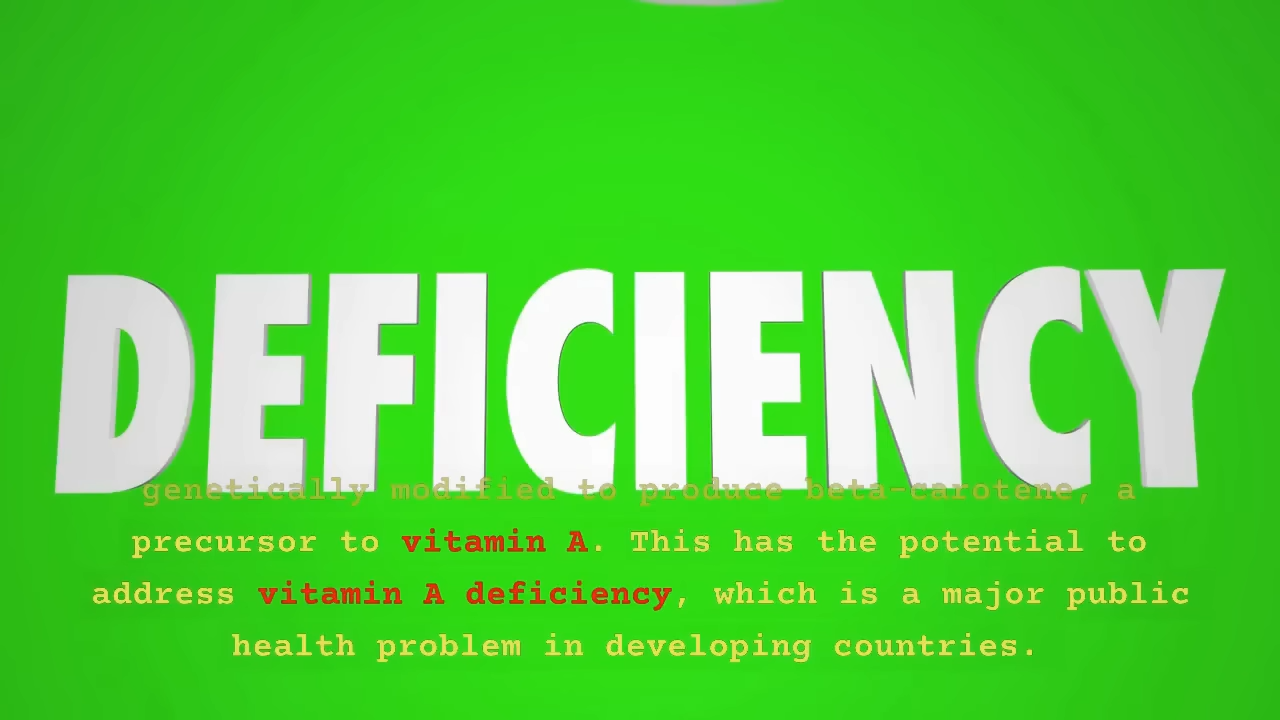 DEFICIENCY
genetically modified to produce beta-carotene, a
precursor to vitamin A. This has the potential to
address vitamin A deficiency, which is a major public
health problem in developing countries.